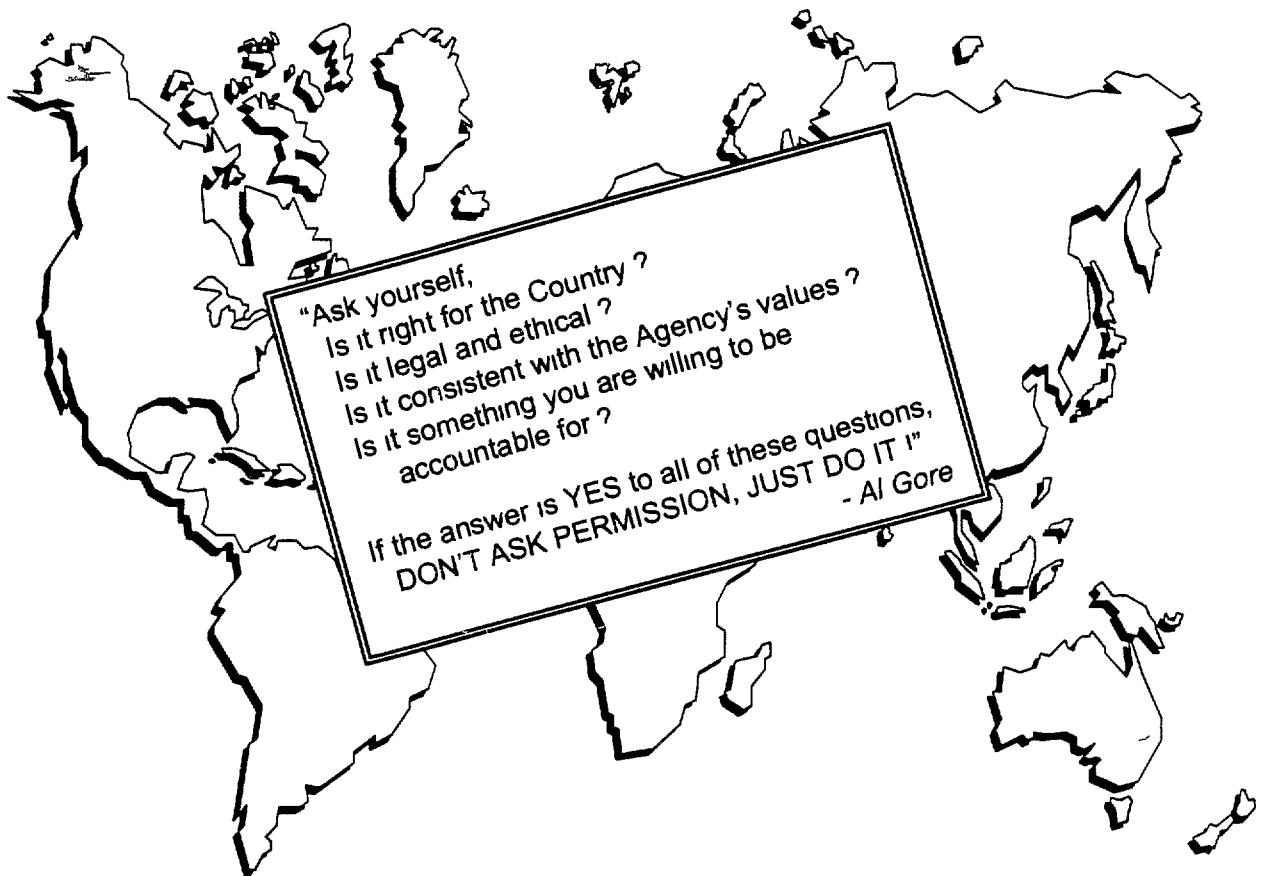 “Ask yourself,
Is it right for the Country ?
Is it legal and ethical ?
Is it consistent with the Agency's values ?
Is it something you are willing to be
accountable for ?
If the answer is YES to all of these questions,
DON'T ASK PERMISSION, JUST DO IT !”
- Al Gore